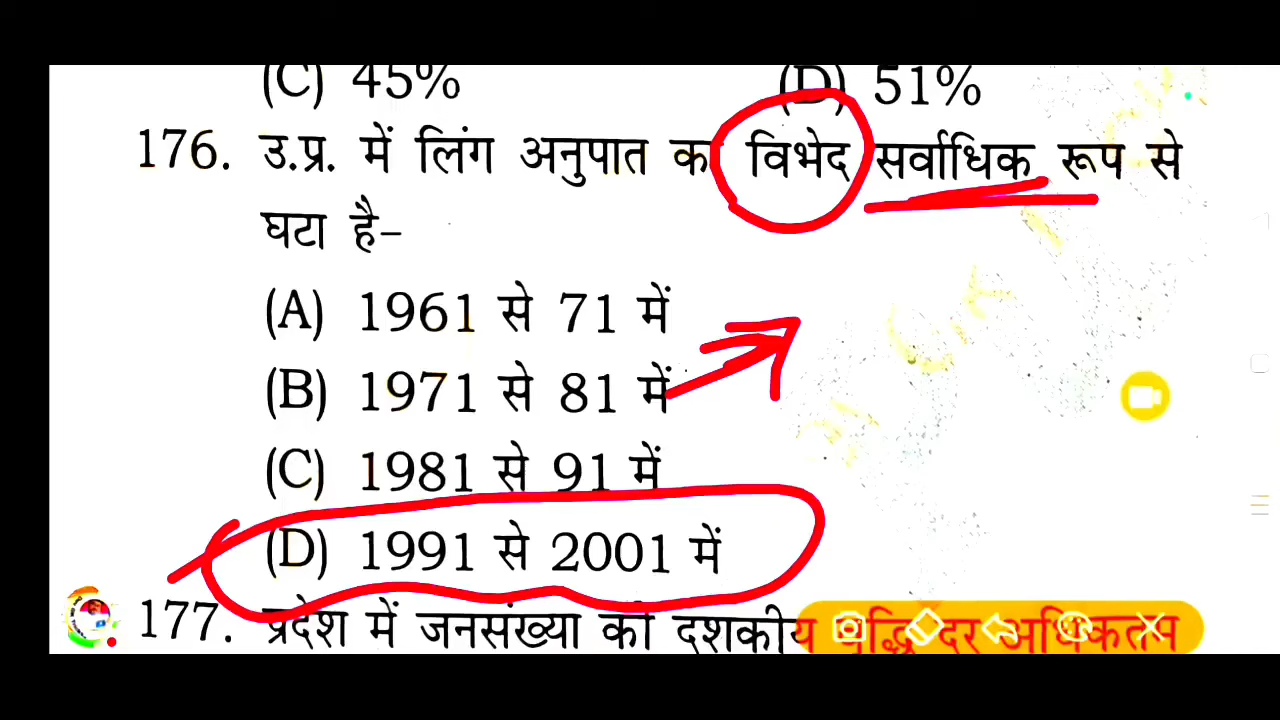 (C) 45% (D) 51%
176. उ.प्र. में लिंग अनुपात क विभेद सर्वाधिक रूप से
घटा है-
(A) 1961 से 71 में
(B) 1971 से 81 में
(C) 1981 से 91 में
(D) 1991 से 2001 में
177. प्रदेश में जनसंख्या की दशकीय वृद्धि दर अधिकतम